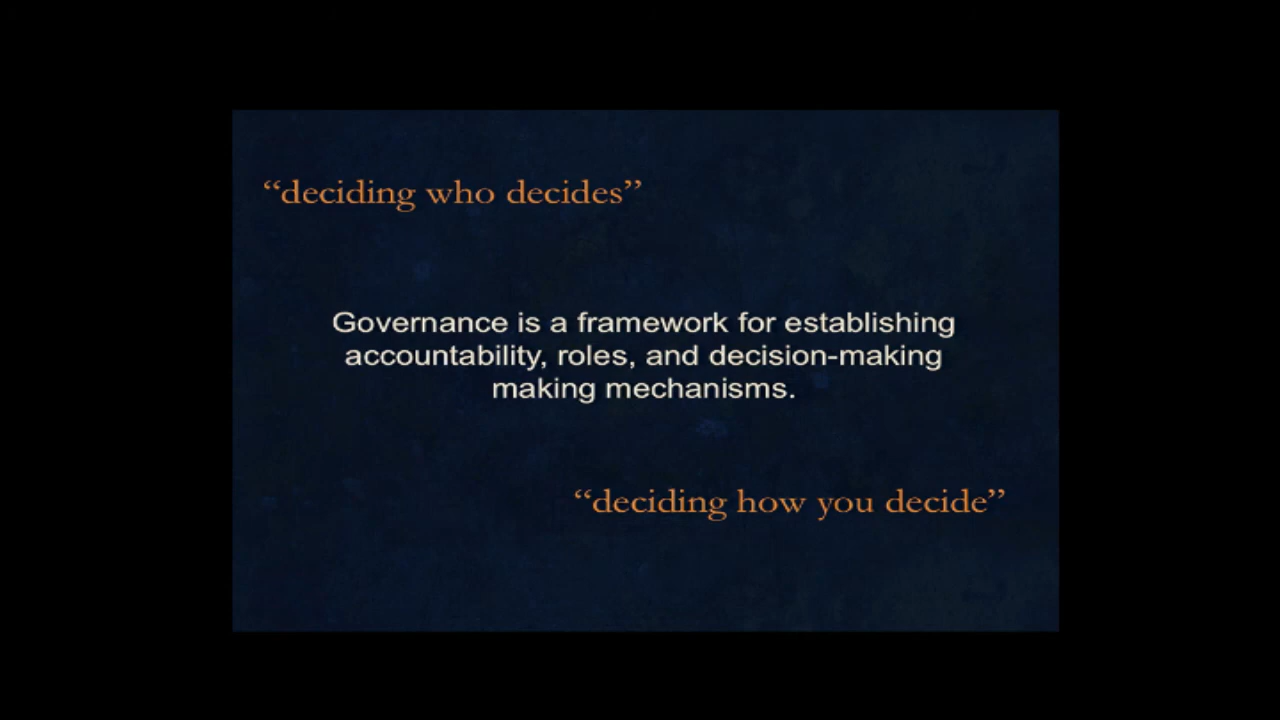 “deciding who decides”
Governance is a framework for establishing
accountability, roles, and decision-making
making mechanisms.
“deciding how you decide”